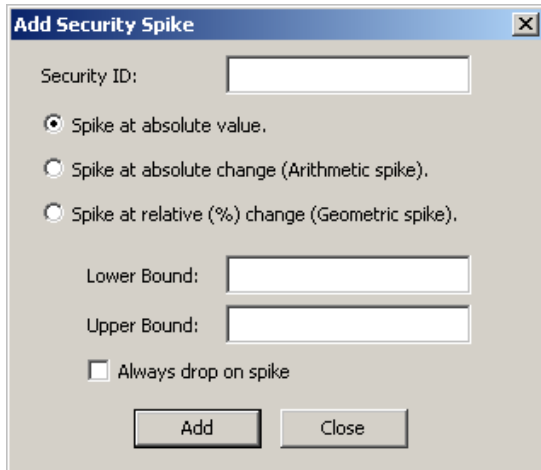 Add Security Spike
Security ID:
Spike at absolute value.
Spike at absolute change (Arithmetic spike).
Spike at relative (%) change (Geometric spike).
Lower Bound:
Upper Bound:
Always drop on spike
Add Close